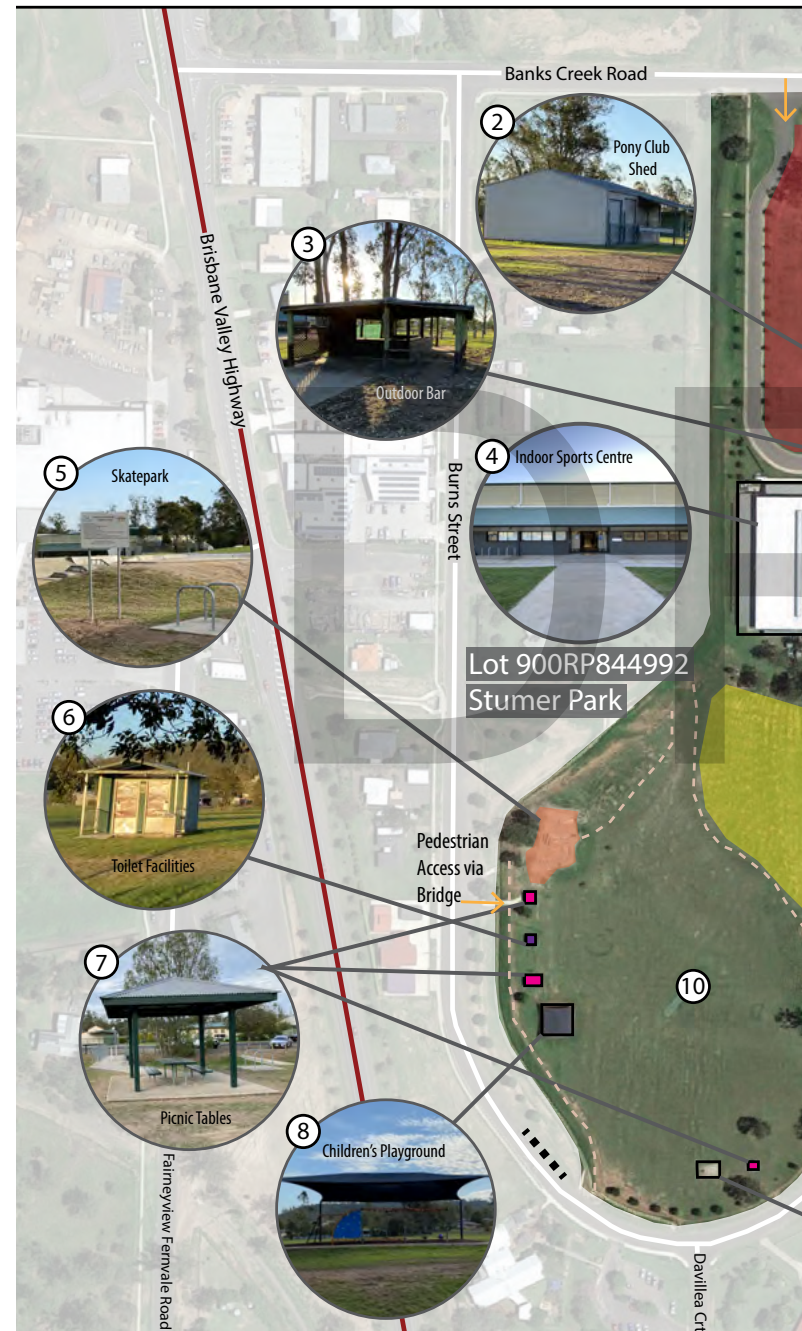 Banks Creek Road
2
Pony Club
Shed
3
Outdoor Bar
Brisbane Valley Highway
4
Indoor Sports Centre
5
Skatepark
Burns Street
Lot 900RP844992
Stumer Park
6
Toilet Facilities
Pedestrian
Access via
Bridge
7
Picnic Tables
10
8
Children's Playground
Fairneyview Fernvale Road
Davillea Crt